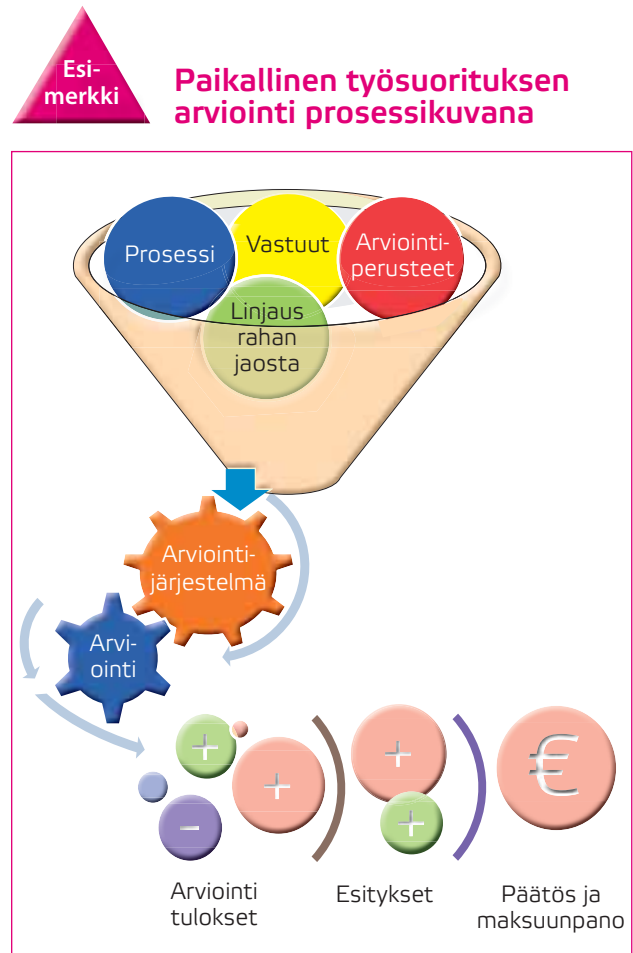 Esi-
merkki
Paikallinen työsuorituksen
arviointi prosessikuvana
Prosessi
Vastuut
Arviointi-
perusteet
Linjaus
rahan
jaosta
Arviointi-
järjestelmä
Arvi-
ointi
+
+
-
+
+
€
Arviointi
tulokset
Esitykset
Päätös ja
maksuunpano